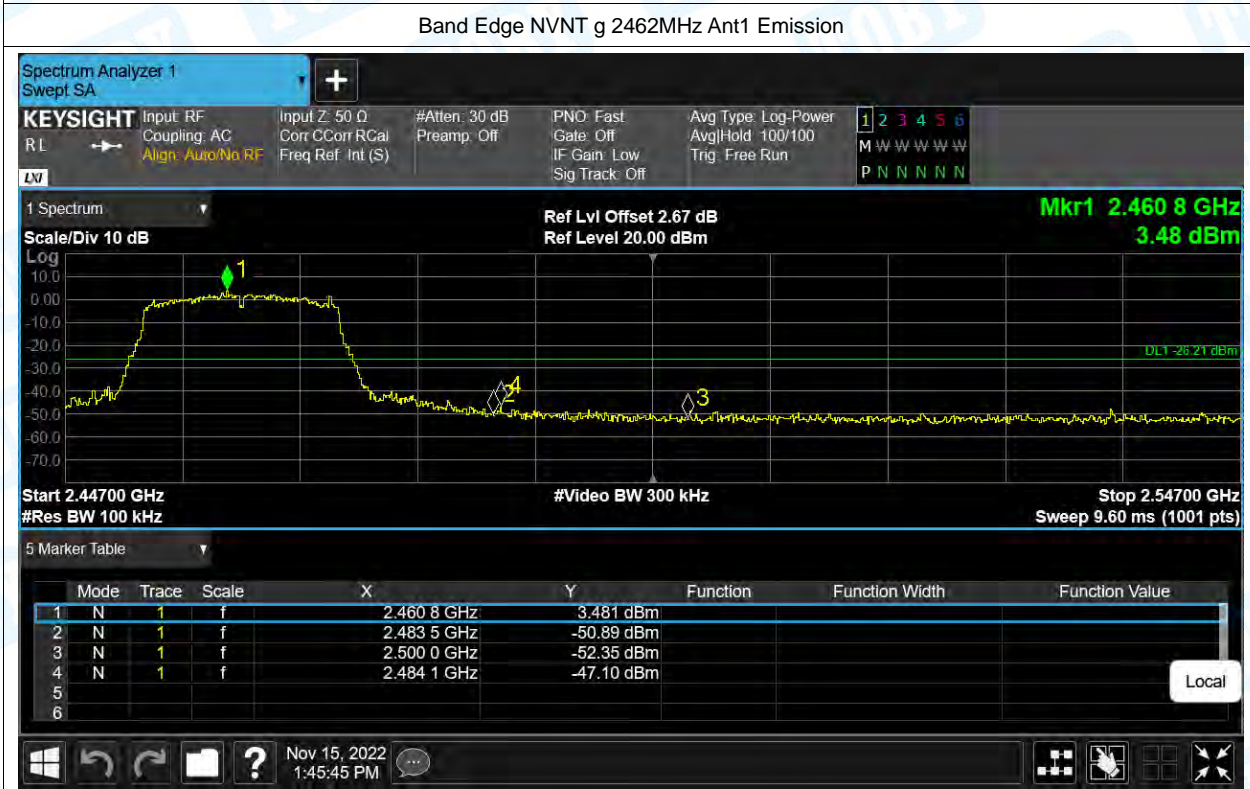 Band Edge NVNT g 2462MHz Ant1 Emission
Spectrum Analyzer 1
Swept SA
+
KEYSIGHT
RL
LXI
Input: RF
Coupling: AC
Align: Auto/No RF
Input Z: 50 Ω
Corr CCorr RCal
Freq Ref: Int (S)
#Atten: 30 dB
Preamp: Off
PNO: Fast
Gate: Off
IF Gain: Low
Sig Track: Off
Avg Type: Log-Power
Avg|Hold: 100/100
Trig: Free Run
1 2 3 4 5 6
M W W W W W
P N N N N N
1 Spectrum
Scale/Div 10 dB
Ref Lvl Offset 2.67 dB
Ref Level 20.00 dBm
Mkr1 2.460 8 GHz
3.48 dBm
Log
10.0
0.00
-10.0
-20.0
-30.0
-40.0
-50.0
-60.0
-70.0
1
2
4
3
DL1 -26.21 dBm
Start 2.44700 GHz
#Res BW 100 kHz
#Video BW 300 kHz
Stop 2.54700 GHz
Sweep 9.60 ms (1001 pts)
5 Marker Table
Mode Trace Scale X Y Function Function Width Function Value
1 N 1 f 2.460 8 GHz 3.481 dBm
2 N 1 f 2.483 5 GHz -50.89 dBm
3 N 1 f 2.500 0 GHz -52.35 dBm
4 N 1 f 2.484 1 GHz -47.10 dBm
5
6
Local
?
Nov 15, 2022
1:45:45 PM